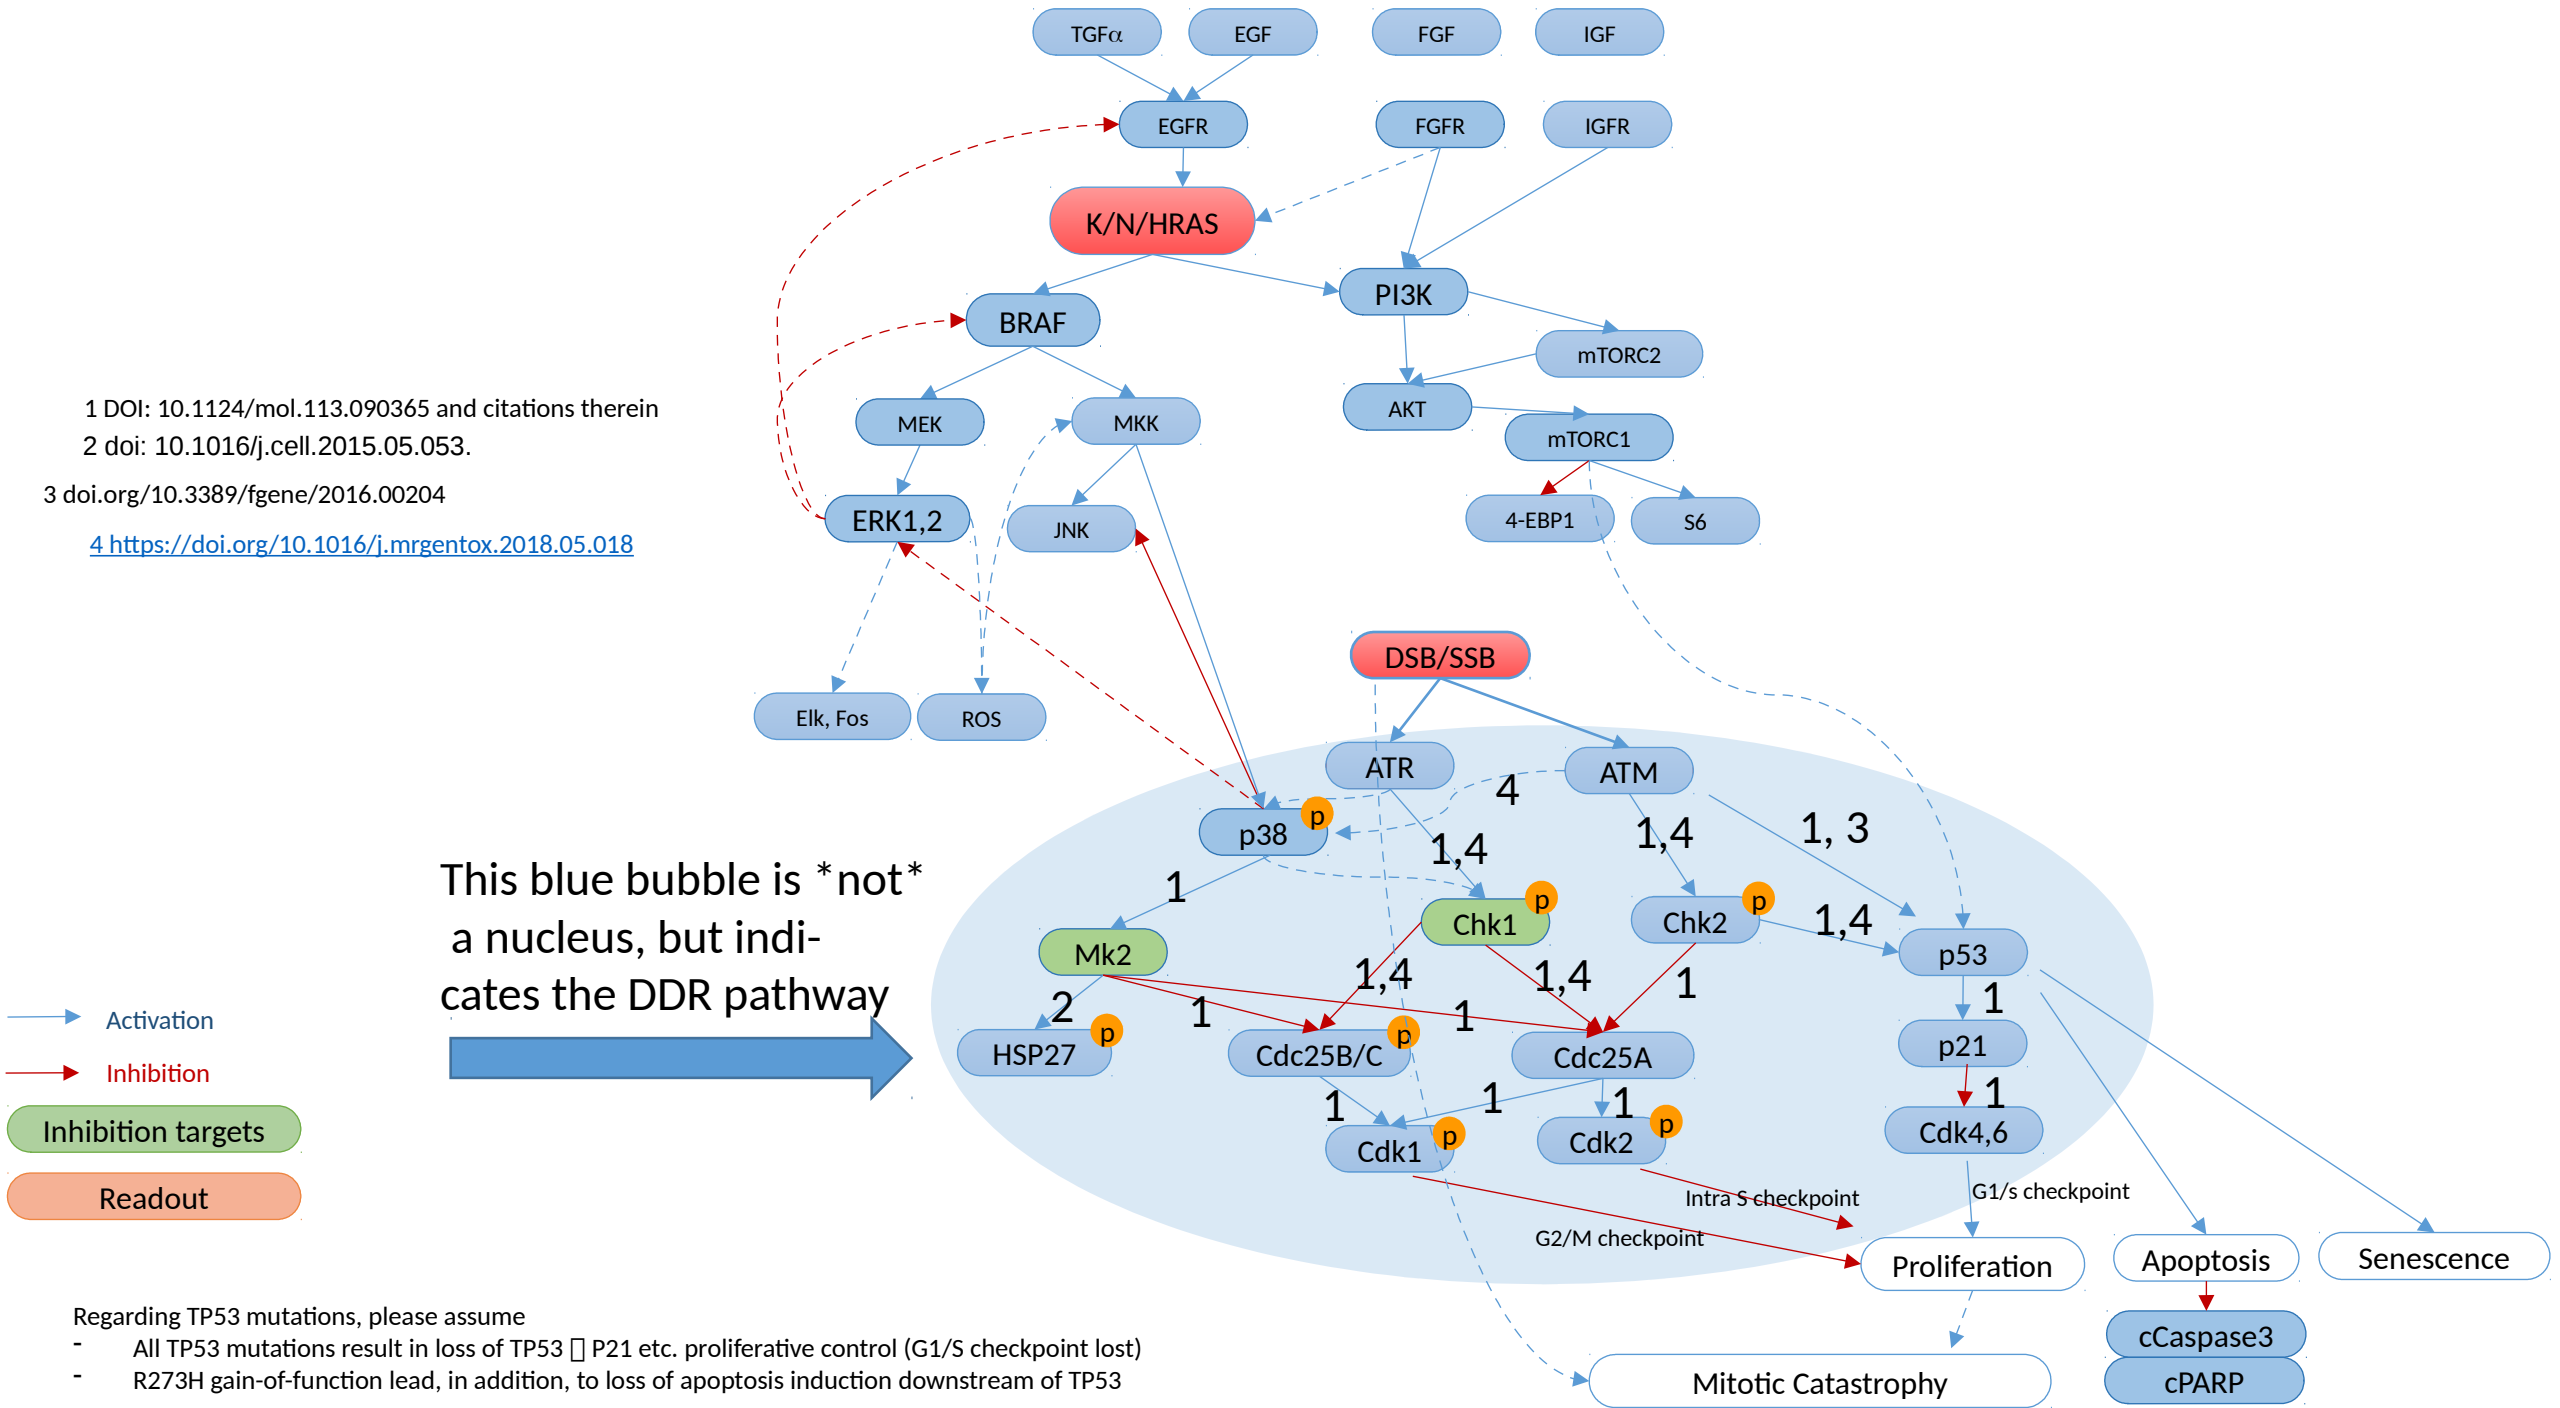 TGFα
EGF
FGF
IGF
EGFR
FGFR
IGFR
K/N/HRAS
PI3K
BRAF
mTORC2
AKT
MEK
MKK
mTORC1
1 DOI: 10.1124/mol.113.090365 and citations therein
2 doi: 10.1016/j.cell.2015.05.053.
3 doi.org/10.3389/fgene/2016.00204
4 https://doi.org/10.1016/j.mrgentox.2018.05.018
ERK1,2
JNK
4-EBP1
S6
DSB/SSB
Elk, Fos
ROS
ATR
ATM
4
p38
p
1,4
1,4
1, 3
This blue bubble is *not*
a nucleus, but indi-
cates the DDR pathway
1
Chk1
p
Chk2
p
1,4
p53
Mk2
1,4
1,4
1
1
2
1
1
HSP27
p
Cdc25B/C
p
Cdc25A
p21
1
1
1
1
Cdk1
p
Cdk2
p
Cdk4,6
Activation
Inhibition
Inhibition targets
Readout
Intra S checkpoint
G1/s checkpoint
G2/M checkpoint
Proliferation
Apoptosis
Senescence
cCaspase3
cPARP
Mitotic Catastrophy
Regarding TP53 mutations, please assume
- All TP53 mutations result in loss of TP53 ▯ P21 etc. proliferative control (G1/S checkpoint lost)
- R273H gain-of-function lead, in addition, to loss of apoptosis induction downstream of TP53